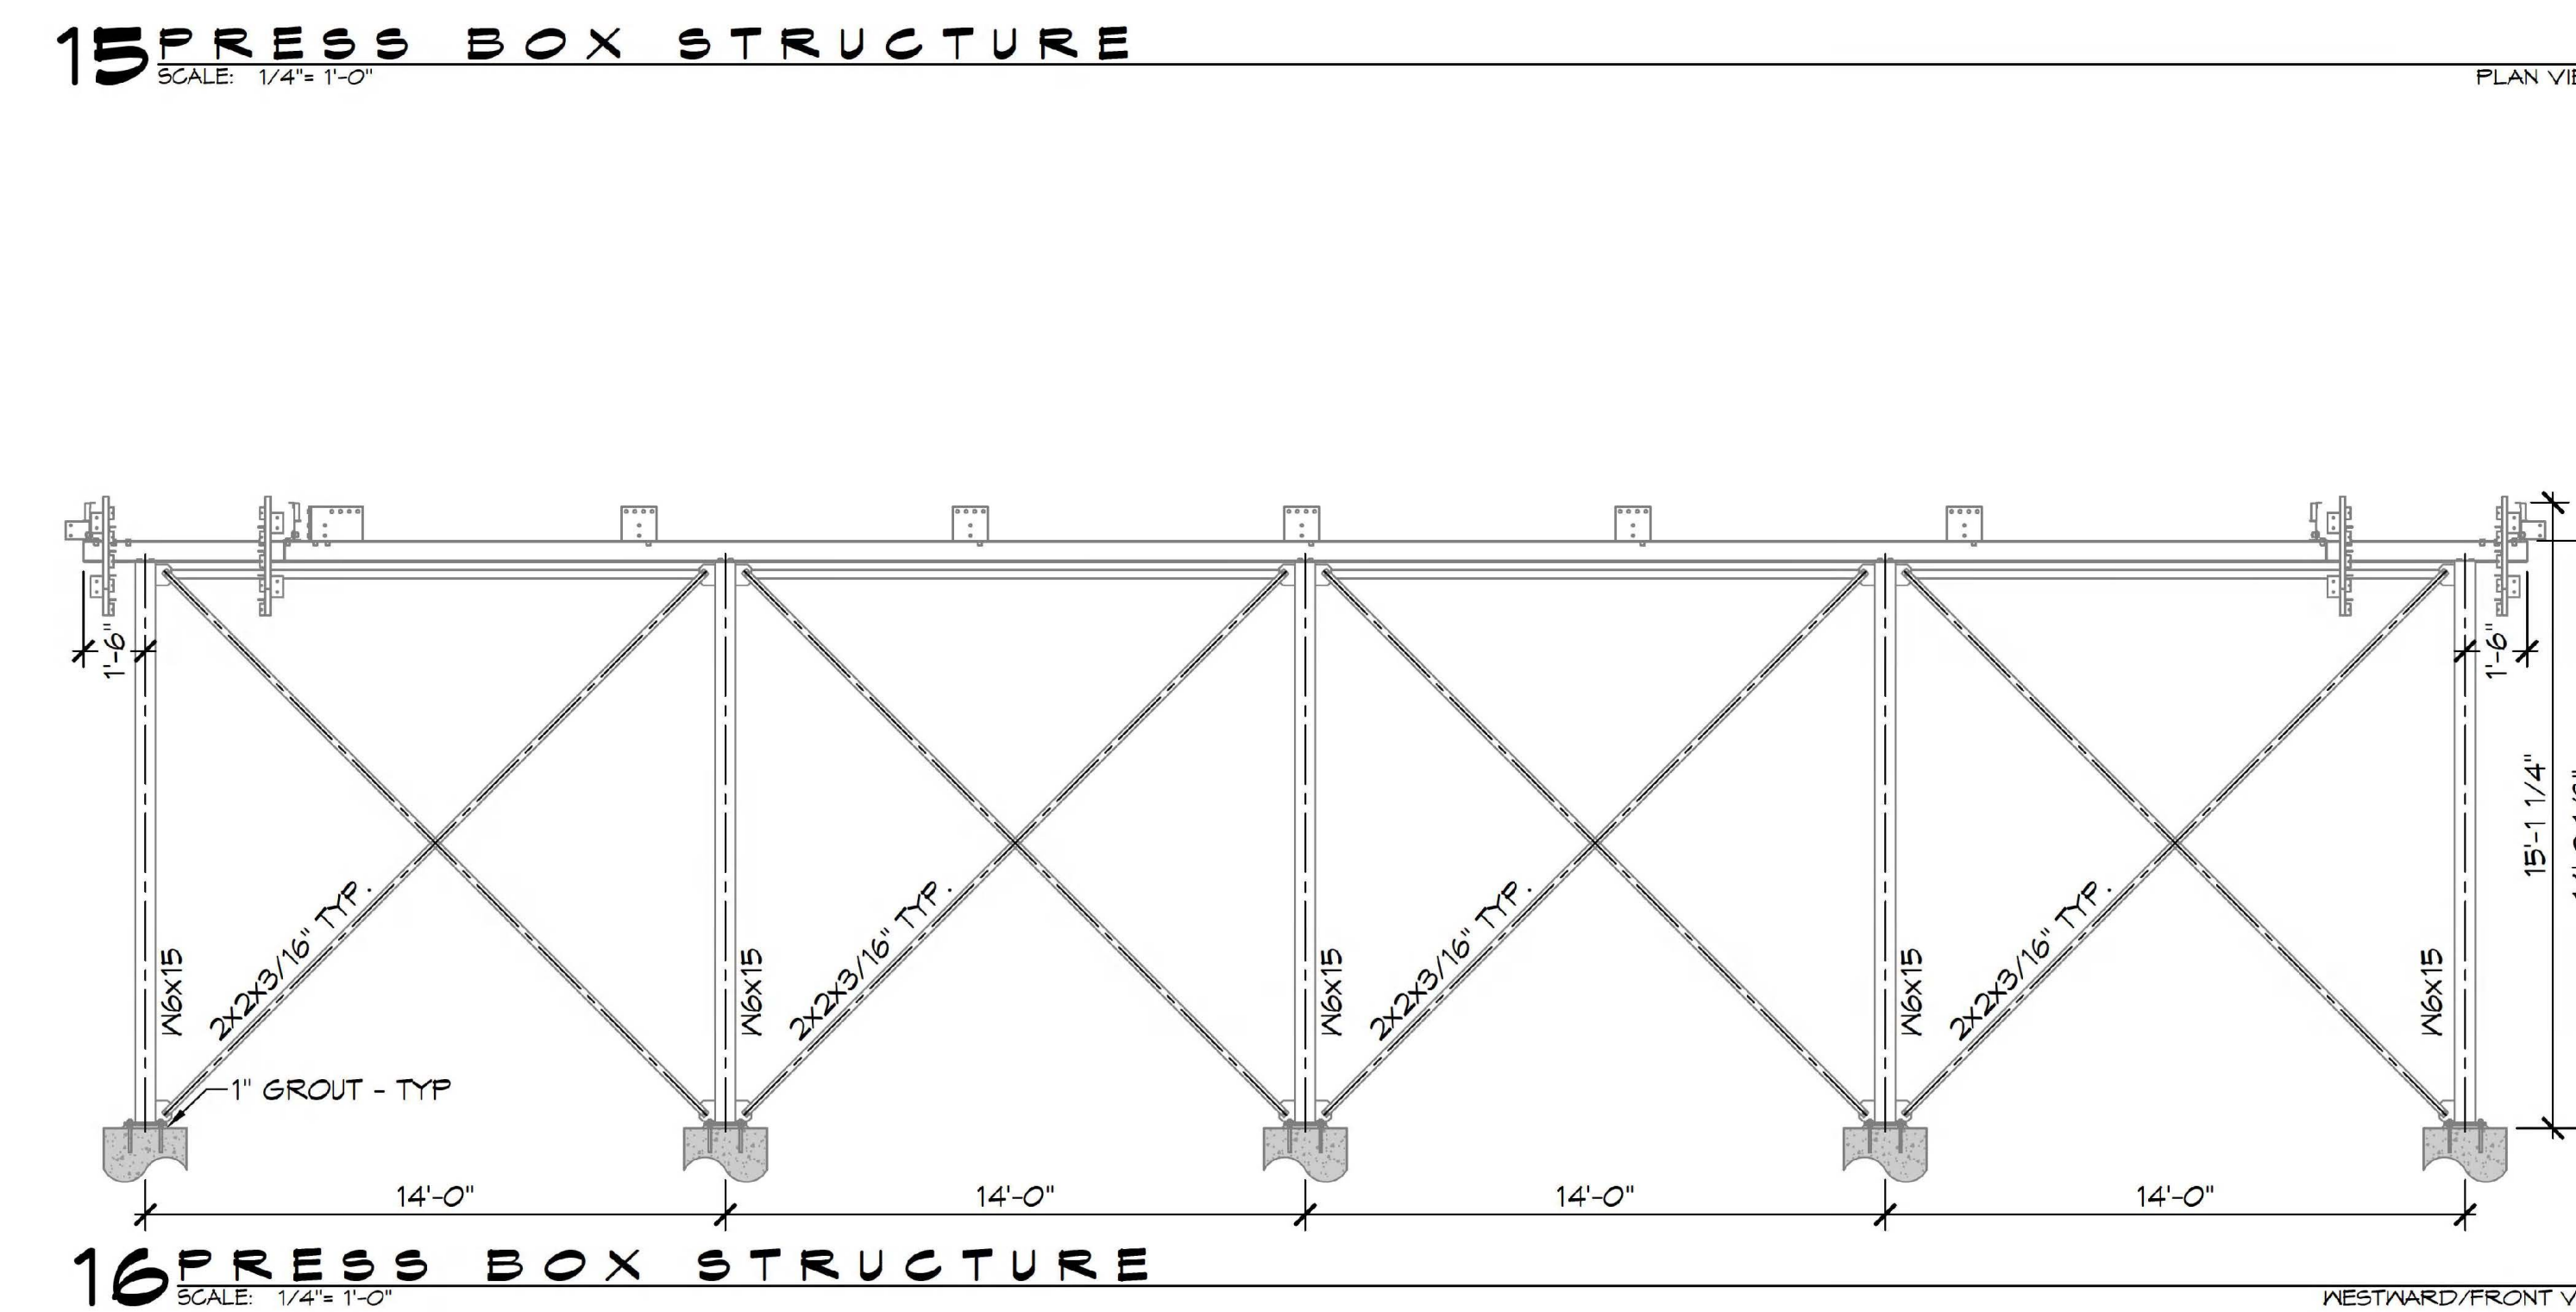 15 PRESS BOX STRUCTURE
SCALE: 1/4"= 1'-0"
PLAN
1'-6"
1'-6"
15'-1 1/4"
W6x15
2x2x3/16" TYP.
W6x15
2x2x3/16" TYP.
W6x15
2x2x3/16" TYP.
W6x15
2x2x3/16" TYP.
W6x15
1" GROUT - TYP
14'-0"
14'-0"
14'-0"
14'-0"
16 PRESS BOX STRUCTURE
SCALE: 1/4"= 1'-0"
WESTWARD/FRONT